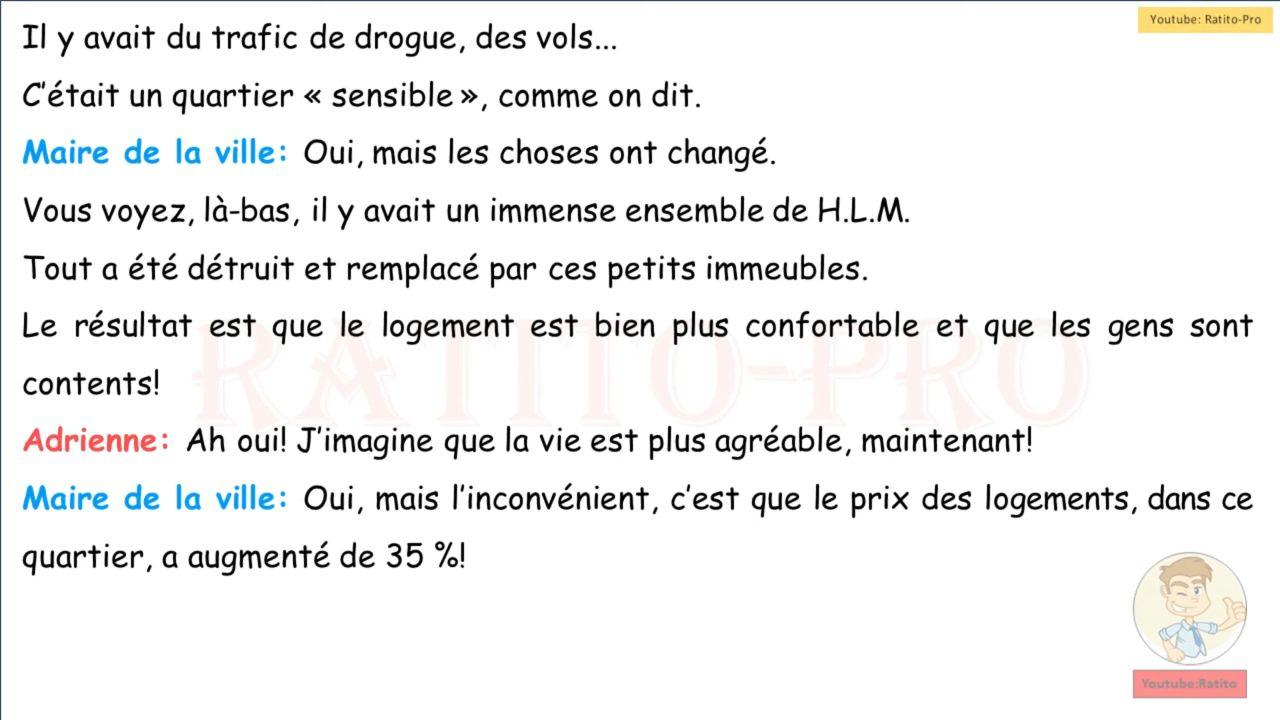 Youtube: Ratito-Pro
Il y avait du trafic de drogue, des vols...
C'était un quartier « sensible », comme on dit.
Maire de la ville: Oui, mais les choses ont changé.
Vous voyez, là-bas, il y avait un immense ensemble de H.L.M.
Tout a été détruit et remplacé par ces petits immeubles.
Le résultat est que le logement est bien plus confortable et que les gens sont
contents!
RATITO-PRO
Adrienne: Ah oui! J'imagine que la vie est plus agréable, maintenant!
Maire de la ville: Oui, mais l'inconvénient, c'est que le prix des logements, dans ce
quartier, a augmenté de 35 %!
Youtube:Ratito